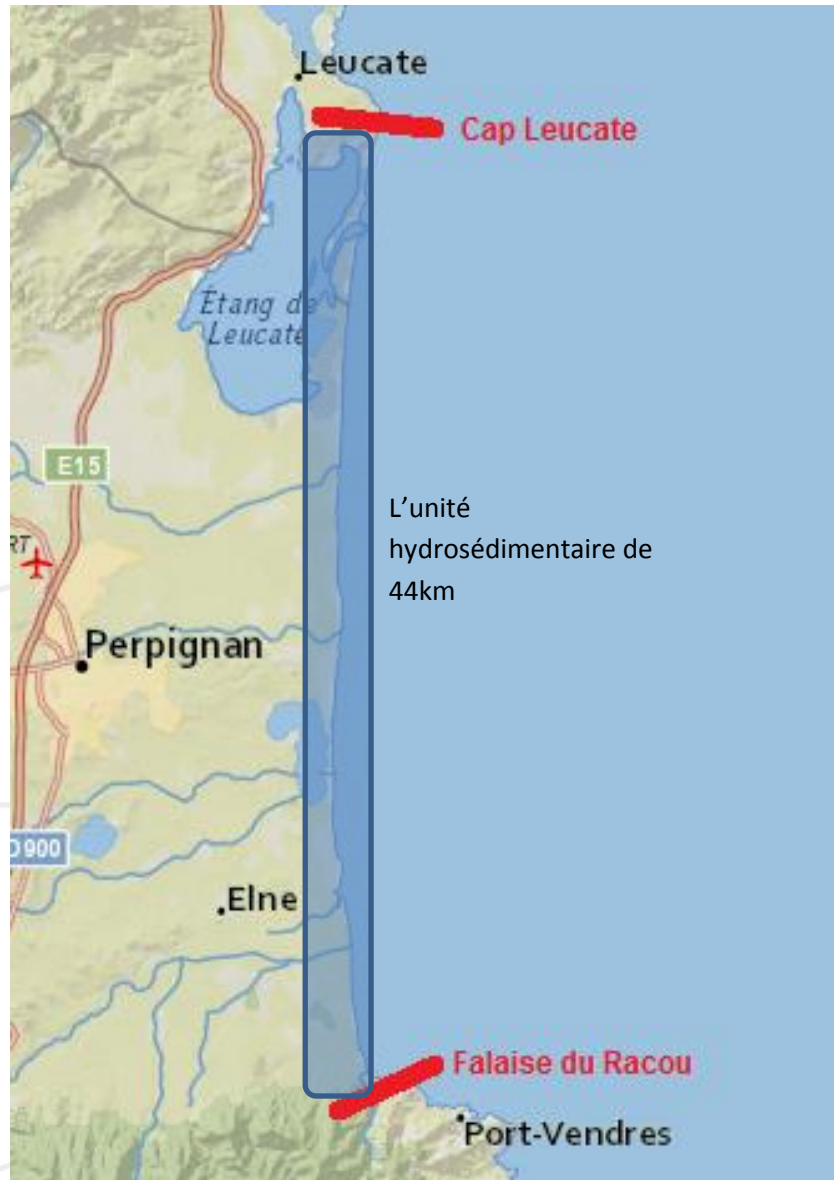 Leucate
Cap Leucate
Étang de
Leucate
E15
L’unité
hydrosédimentaire de
44km
RT
Perpignan
D900
Elne
Falaise du Racou
Port-Vendres